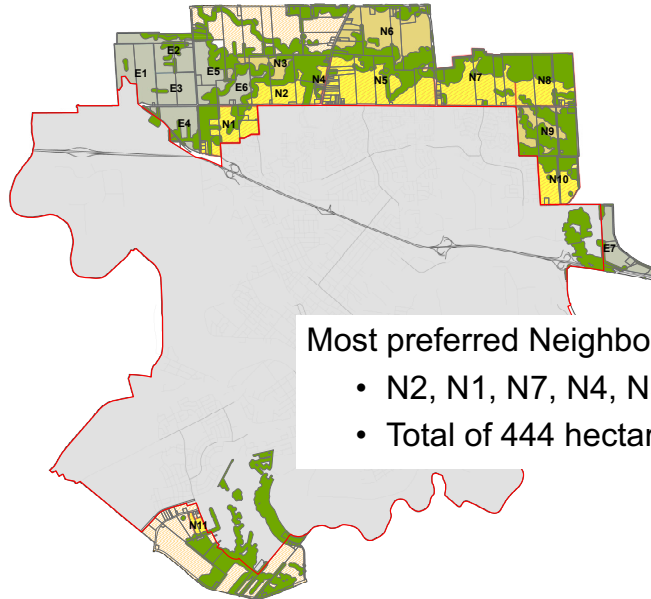 N6
E2
N3
E5
E1
E3
E6
N2
N4
N5
N7
N8
E4
N1
N9
N10
E7
Most preferred Neighbo
• N2, N1, N7, N4, N
• Total of 444 hectar
N11